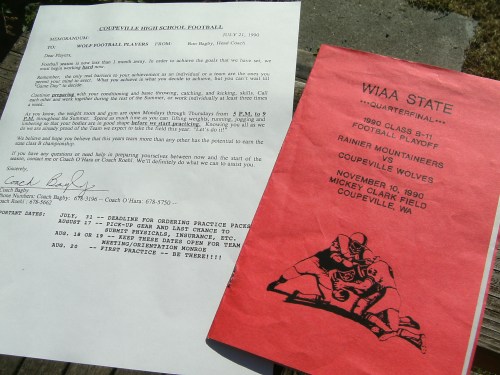 COUPEVILLE HIGH SCHOOL FOOTBALL
MEMORANDUM: JULY 21, 1990
TO: WOLF FOOTBALL PLAYERS FROM: Ron Bagby, Head Coach
Dear Players,
Football season is now less than 1 month away. In order to achieve the goals that we have set, we
must begin working hard now.
Remember, the only real barriers to your achievement as an individual or a team are the ones you
permit your mind to erect. What you achieve is what you decide to achieve, but you can't wait till
"Game Day" to decide.
Continue preparing with your conditioning and basic throwing, catching, and kicking, skills. Call
each other and work together during the rest of the Summer, or work individually at least three times
a week.
As you know, the weight room and gym are open Mondays through Thursdays from 5 P.M. to 9
P.M. throughout the Summer. Spend as much time as you can lifting weights, running, jogging and
so that your bodies are in good shape before we start practicing. Knowing you all as we
do we are already proud of the Team we expect to take the field this year. "Let's do it"!
We believe and hope you believe that this years team more than any other has the potential to earn the
state class B championship.
If you have any questions or need help in preparing yourselves between now and the start of the
season, contact me or Coach O'Hara or Coach Roehl. We'll definitely do what we can to assist you.
Sincerely,
Coach Bagby
Coach Bagby
Phone Numbers: Coach Bagby: 678-3196 -- Coach O'Hara: 678-5750 --
Coach Roehl : 678-5662
PORTANT DATES: JULY, 31 -- DEADLINE FOR ORDERING PRACTICE PACK
AUGUST 17 -- PICK-UP GEAR AND LAST CHANCE TO
SUBMIT PHYSICALS, INSURANCE, ETC.
AUG. 18 OR 19 -- KEEP THESE DATES OPEN FOR TEAM
MEETING/ORIENTATION MONROE
AUG. 20 -- FIRST PRACTICE -- BE THERE!!!!
WIAA STATE
****QUARTERFINAL****
1990 CLASS B-11
FOOTBALL PLAYOFF
RAINIER MOUNTAINEERS
VS
COUPEVILLE WOLVES
NOVEMBER 10, 1990
MICKEY CLARK FIELD
COUPEVILLE, WA